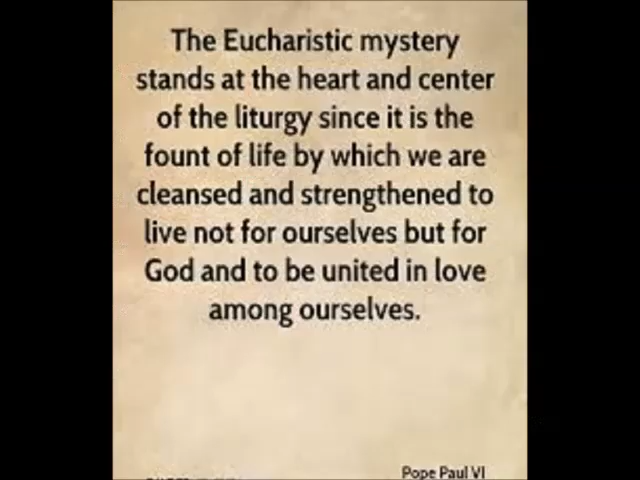 The Eucharistic mystery
stands at the heart and center
of the liturgy since it is the
fount of life by which we are
cleansed and strengthened to
live not for ourselves but for
God and to be united in love
among ourselves.
Pope Paul VI